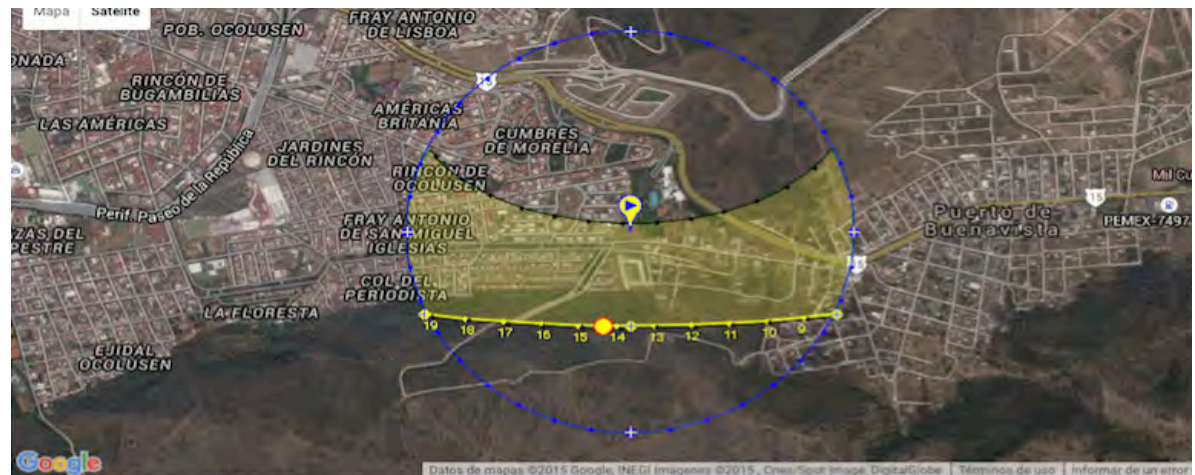 Mapa
Satélite
POB. OCOLUSEN
FRAY ANTONIO
DE LISBOA
ONADA
RINCÓN DE
BUGAMBILIAS
15
LAS AMÉRICAS
AMÉRICAS
BRITANIA
CUMBRES
DE MORELIA
JARDINES
DEL RINCÓN
RINCÓN DE
OCOLUSEN
Perif. Paseo de la República
Mil Cu
15
PEMEX-7497
Puerto de
Buenavista
FRAY ANTONIO
DE SAN MIGUEL
IGLESIAS
ZAS DEL
PESTRE
15
COL DEL
PERIODISTA
LA FLORESTA
19 18 17 16 15 14 13 12 11 10 9
EJIDAL
OCOLUSEN
Google
Datos de mapas ©2015 Google, INEGI Imágenes ©2015 , Cnes/Spot Image, DigitalGlobe
Términos de uso
Informar de un erro